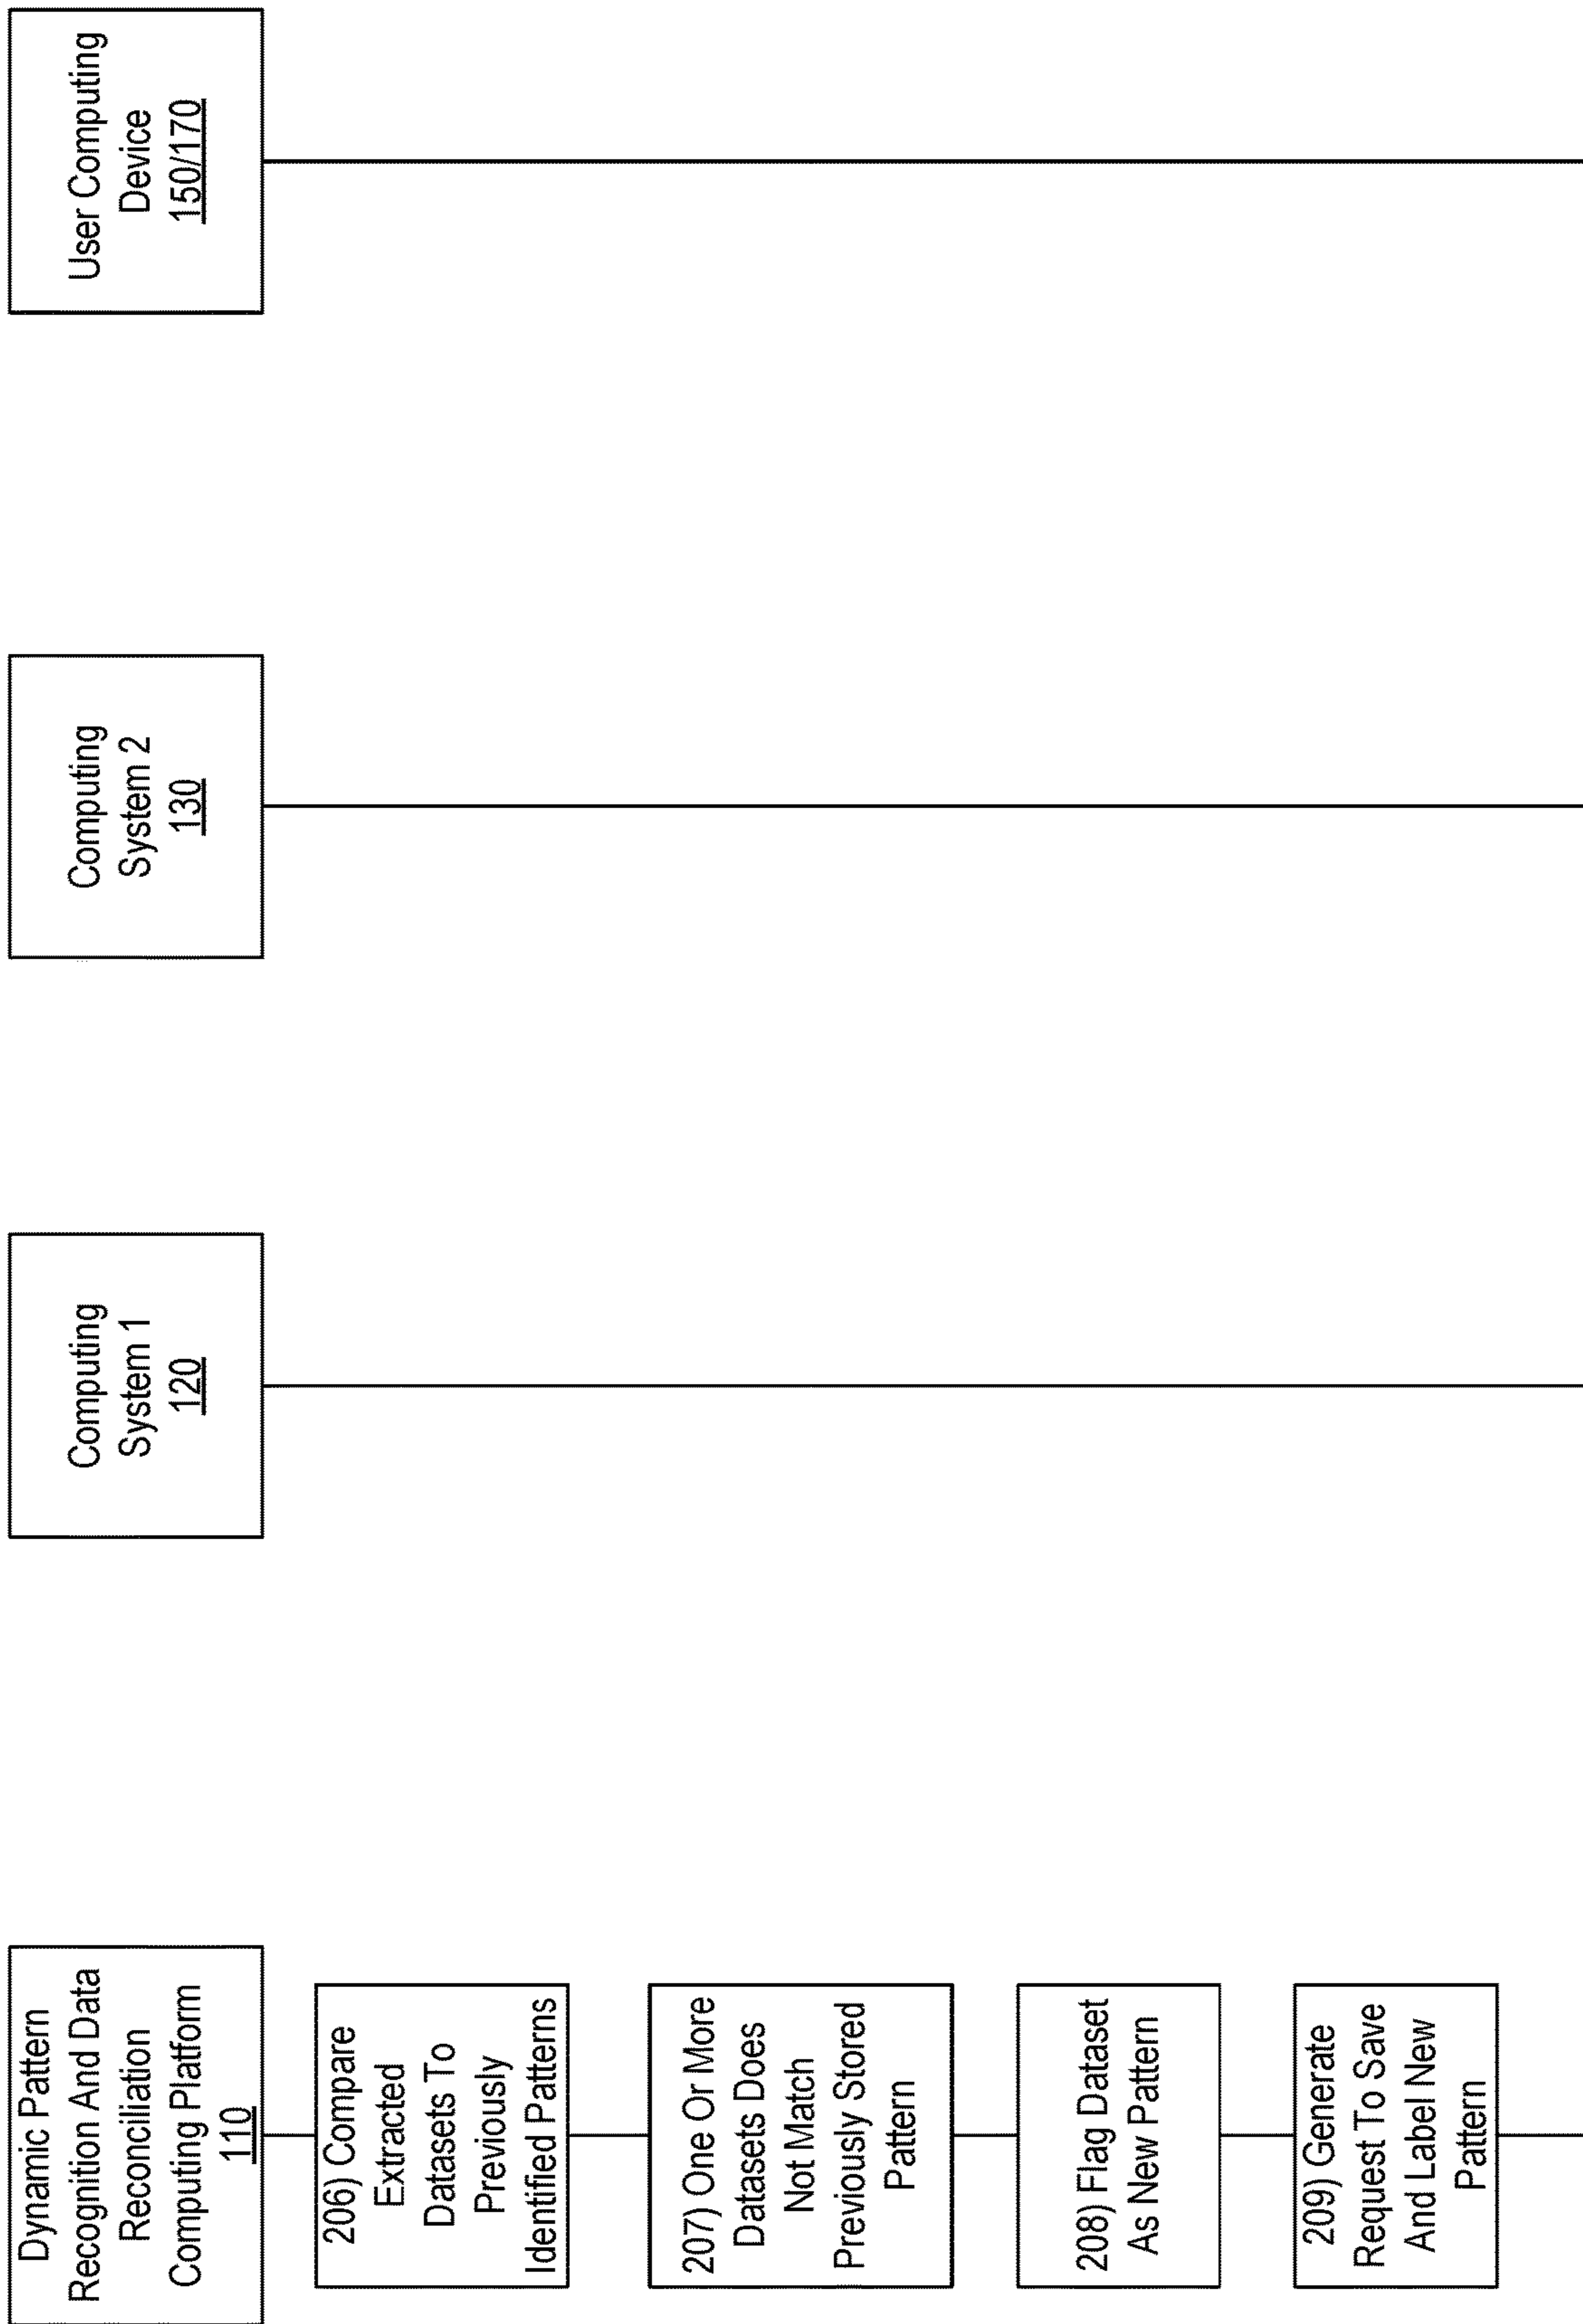 Dynamic Pattern
Recognition And Data
Reconciliation
Computing Platform
110
Computing
System 1
120
Computing
System 2
130
User Computing
Device
150/170
206) Compare
Extracted
Datasets To
Previously
Identified Patterns
207) One Or More
Datasets Does
Not Match
Previously Stored
Pattern
208) Flag Dataset
As New Pattern
209) Generate
Request To Save
And Label New
Pattern